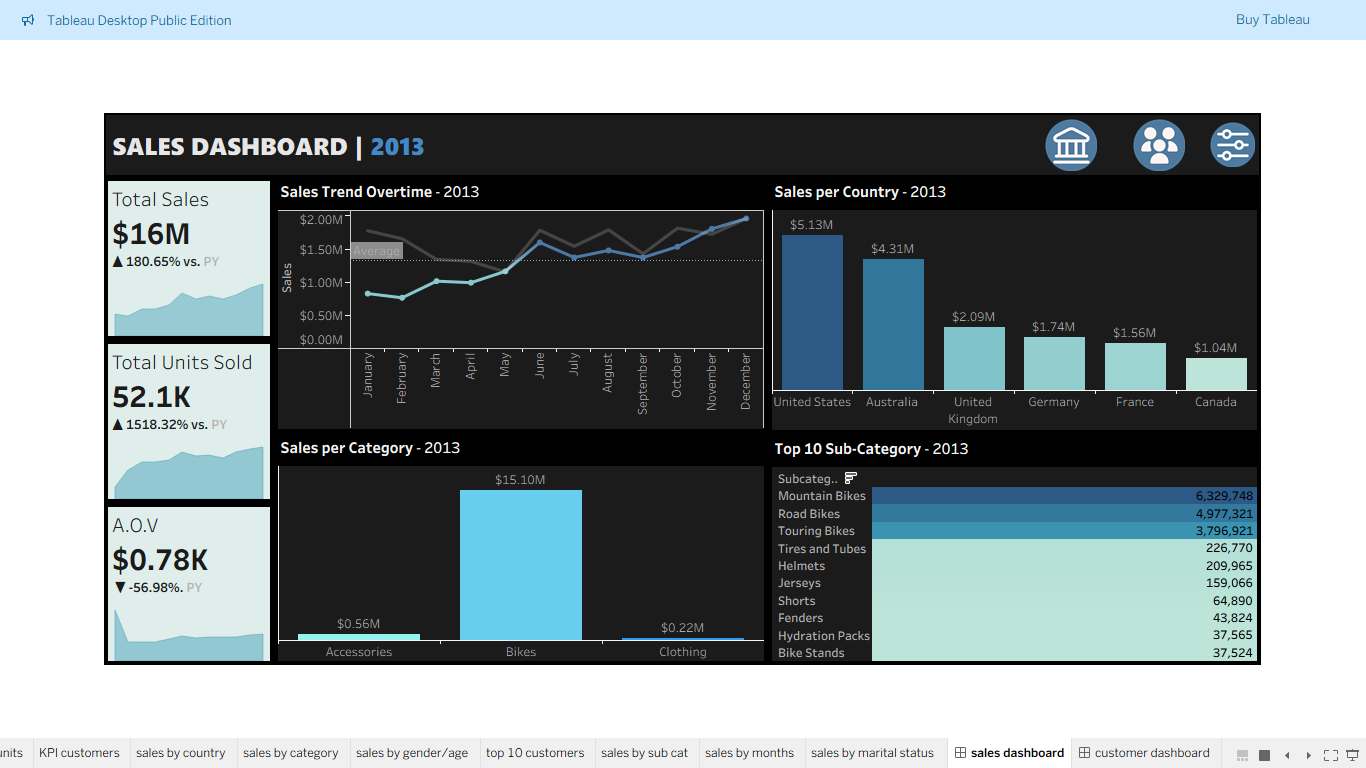 Tableau Desktop Public Edition
Buy Tableau
SALES DASHBOARD | 2013
Total Sales
$16M
▲ 180.65% vs. PY
Total Units Sold
52.1K
▲ 1518.32% vs. PY
A.O.V
$0.78K
▼ -56.98%. PY
Sales Trend Overtime - 2013
$2.00M
$1.50M
$1.00M
$0.50M
$0.00M
Sales
Average
January
February
March
April
May
June
July
August
September
October
November
December
Sales per Country - 2013
$5.13M
$4.31M
$2.09M
$1.74M
$1.56M
$1.04M
United States
Australia
United
Kingdom
Germany
France
Canada
Sales per Category - 2013
$0.56M
$15.10M
$0.22M
Accessories
Bikes
Clothing
Top 10 Sub-Category - 2013
Subcateg..
Mountain Bikes 6,329,748
Road Bikes 4,977,321
Touring Bikes 3,796,921
Tires and Tubes 226,770
Helmets 209,965
Jerseys 159,066
Shorts 64,890
Fenders 43,824
Hydration Packs 37,565
Bike Stands 37,524
units
KPI customers
sales by country
sales by category
sales by gender/age
top 10 customers
sales by sub cat
sales by months
sales by marital status
sales dashboard
customer dashboard